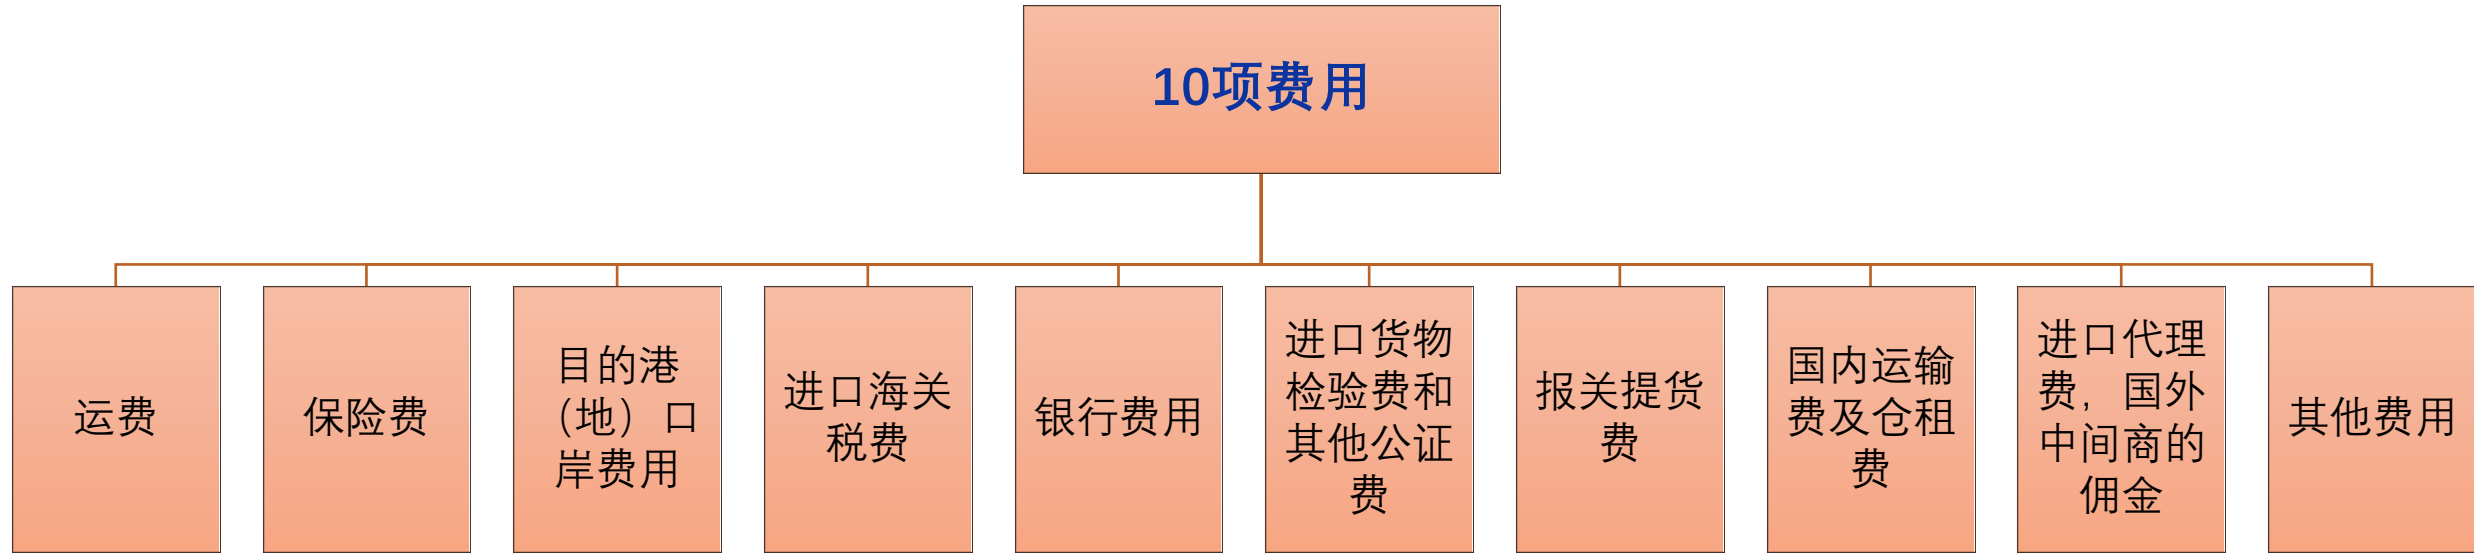 10项费用
运费
保险费
目的港
（地）口
岸费用
进口海关
税费
银行费用
进口货物
检验费和
其他公证
费
报关提货
费
国内运输
费及仓租
费
进口代理
费，国外
中间商的
佣金
其他费用